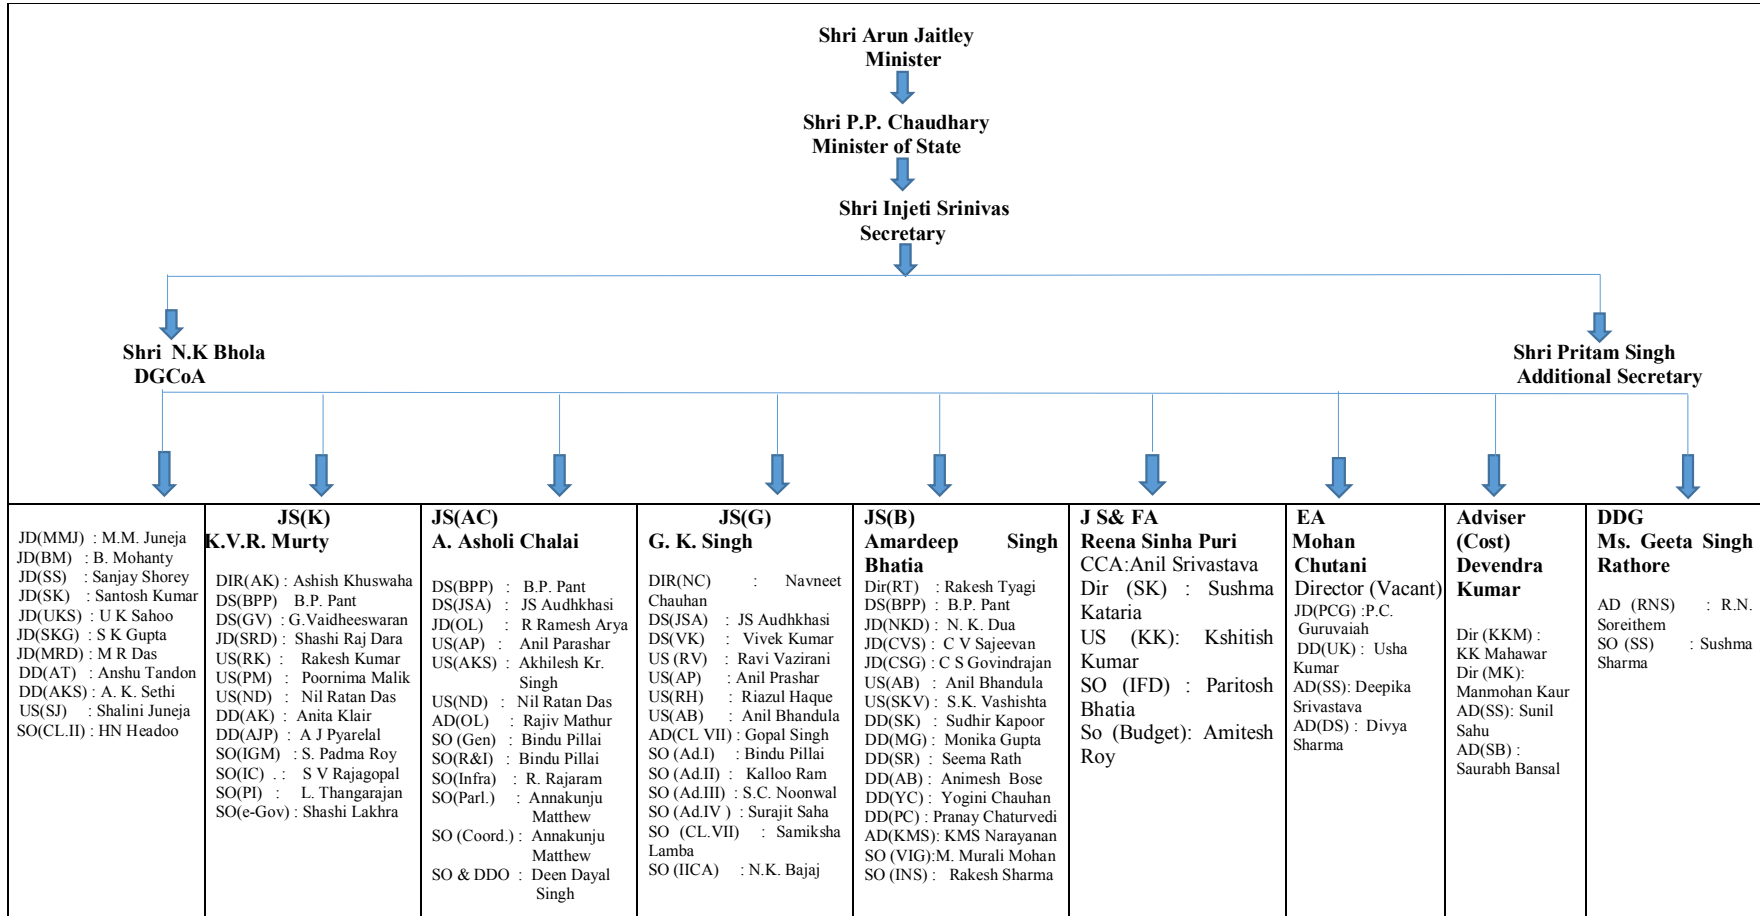 Shri Arun Jaitley
Minister
Shri P.P. Chaudhary
Minister of State
Shri Injeti Srinivas
Secretary
Shri N.K Bhola
DGCoA
Shri Pritam Singh
Additional Secretary
JD(MMJ) : M.M. Juneja
JD(BM) : B. Mohanty
JD(SS) : Sanjay Shorey
JD(SK) : Santosh Kumar
JD(UKS) : U K Sahoo
JD(SKG) : S K Gupta
JD(MRD) : M R Das
DD(AT) : Anshu Tandon
DD(AKS) : A. K. Sethi
US(SJ) : Shalini Juneja
SO(CL.II) : HN Headoo
JS(K)
K.V.R. Murty
DIR(AK) : Ashish Khuswaha
DS(BPP) B.P. Pant
DS(GV) : G.Vaidheeswaran
JD(SRD) : Shashi Raj Dara
US(RK) : Rakesh Kumar
US(PM) : Poornima Malik
US(ND) : Nil Ratan Das
DD(AK) : Anita Klair
DD(AJP) : A J Pyarelal
SO(IGM) : S. Padma Roy
SO(IC) . : S V Rajagopal
SO(PI) : L. Thangarajan
SO(e-Gov) : Shashi Lakhra
JS(AC)
A. Asholi Chalai
DS(BPP) : B.P. Pant
DS(JSA) : JS Audhkhasi
JD(OL) : R Ramesh Arya
US(AP) : Anil Parashar
US(AKS) : Akhilesh Kr.
Singh
US(ND) : Nil Ratan Das
AD(OL) : Rajiv Mathur
SO (Gen) : Bindu Pillai
SO(R&I) : Bindu Pillai
SO(Infra) : R. Rajaram
SO(Parl.) : Annakunju
Matthew
SO (Coord.) : Annakunju
Matthew
SO & DDO : Deen Dayal
Singh
JS(G)
G. K. Singh
DIR(NC) : Navneet
Chauhan
DS(JSA) : JS Audhkhasi
DS(VK) : Vivek Kumar
US (RV) : Ravi Vazirani
US(AP) : Anil Prashar
US(RH) : Riazul Haque
US(AB) : Anil Bhandula
AD(CL VII) : Gopal Singh
SO (Ad.I) : Bindu Pillai
SO (Ad.II) : Kalloo Ram
SO (Ad.III) : S.C. Noonwal
SO (Ad.IV ) : Surajit Saha
SO (CL.VII) : Samiksha
Lamba
SO (IICA) : N.K. Bajaj
JS(B)
Amardeep Singh
Bhatia
Dir(RT) : Rakesh Tyagi
DS(BPP) : B.P. Pant
JD(NKD) : N. K. Dua
JD(CVS) : C V Sajeevan
JD(CSG) : C S Govindrajan
US(AB) : Anil Bhandula
US(SKV) : S.K. Vashishta
DD(SK) : Sudhir Kapoor
DD(MG) : Monika Gupta
DD(SR) : Seema Rath
DD(AB) : Animesh Bose
DD(YC) : Yogini Chauhan
DD(PC) : Pranay Chaturvedi
AD(KMS): KMS Narayanan
SO (VIG):M. Murali Mohan
SO (INS) : Rakesh Sharma
J S& FA
Reena Sinha Puri
CCA:Anil Srivastava
Dir (SK) : Sushma
Kataria
US (KK): Kshitish
Kumar
SO (IFD) : Paritosh
Bhatia
So (Budget): Amitesh
Roy
EA
Mohan
Chutani
Director (Vacant)
JD(PCG) :P.C.
Guruvaiah
DD(UK) : Usha
Kumar
AD(SS): Deepika
Srivastava
AD(DS) : Divya
Sharma
Adviser
(Cost)
Devendra
Kumar
Dir (KKM) :
KK Mahawar
Dir (MK):
Manmohan Kaur
AD(SS): Sunil
Sahu
AD(SB) :
Saurabh Bansal
DDG
Ms. Geeta Singh
Rathore
AD (RNS) : R.N.
Soreithem
SO (SS) : Sushma
Sharma